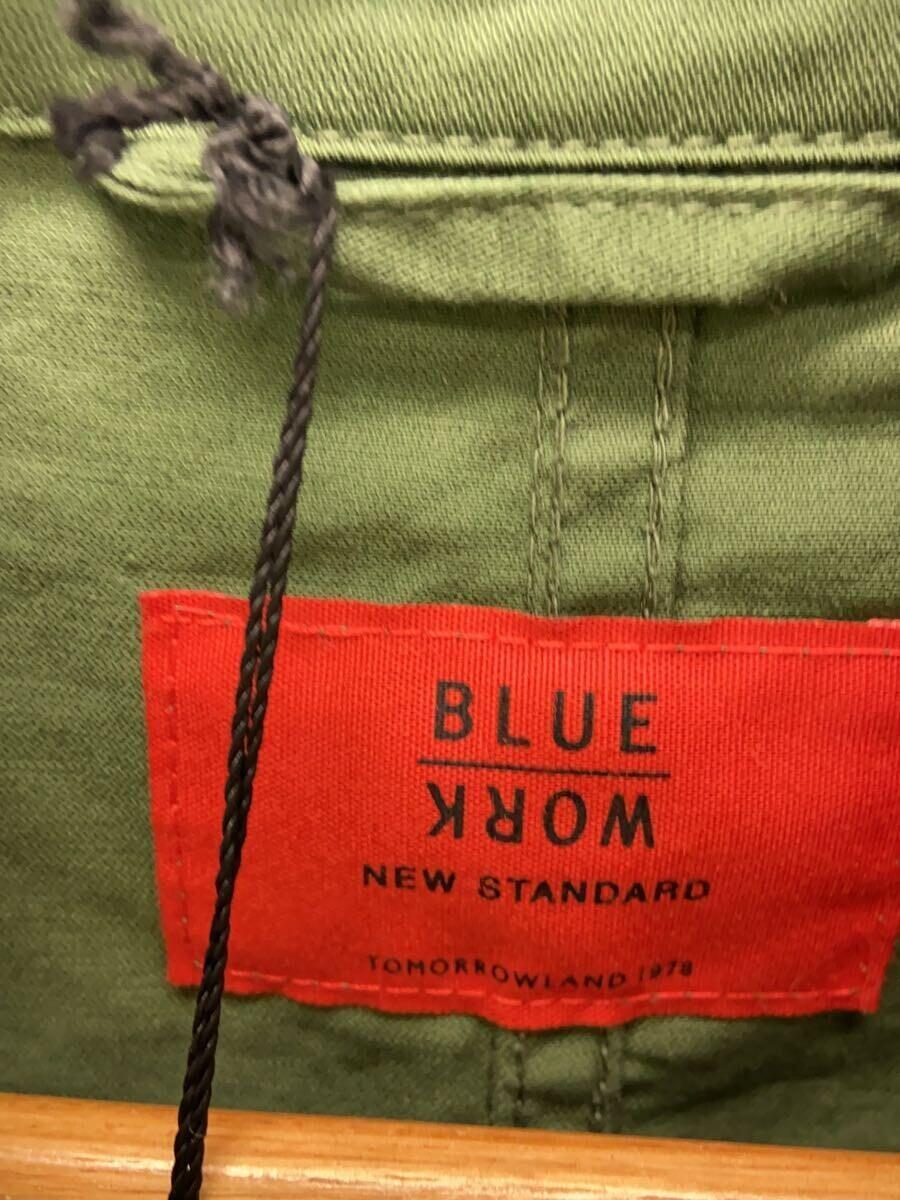 BLUE
WORK
NEW STANDARD
TOMORROWLAND 1978